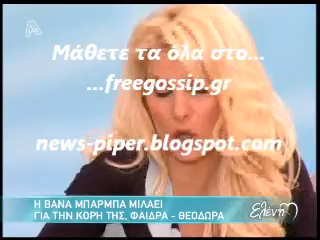 Μάθετε τα όλα στο...
...freegossip.gr
news-piper.blogspot.com
Η ΒΑΝΑ ΜΠΑΡΜΠΑ ΜΙΛΑΕΙ
ΓΙΑ ΤΗΝ ΚΟΡΗ ΤΗΣ, ΦΑΙΔΡΑ - ΘΕΟΔΩΡΑ
Ελένη